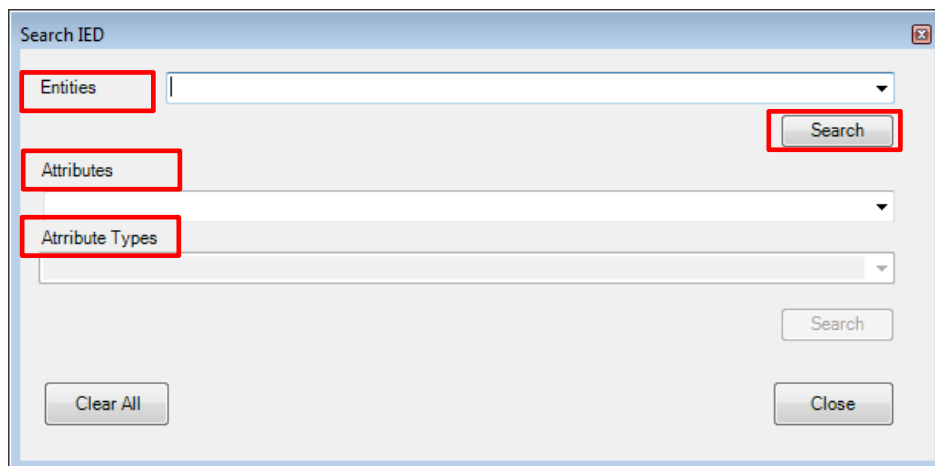 Search IED
Entities
Search
Attributes
Atrribute Types
Search
Clear All
Close